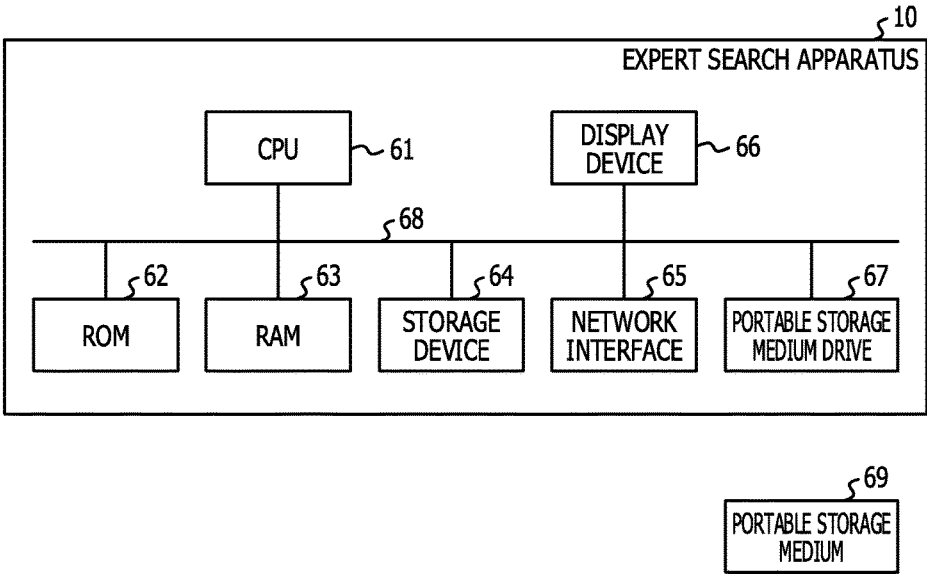 10
EXPERT SEARCH APPARATUS
CPU
61
DISPLAY
DEVICE
66
68
62
ROM
63
RAM
64
STORAGE
DEVICE
65
NETWORK
INTERFACE
67
PORTABLE STORAGE
MEDIUM DRIVE
69
PORTABLE STORAGE
MEDIUM